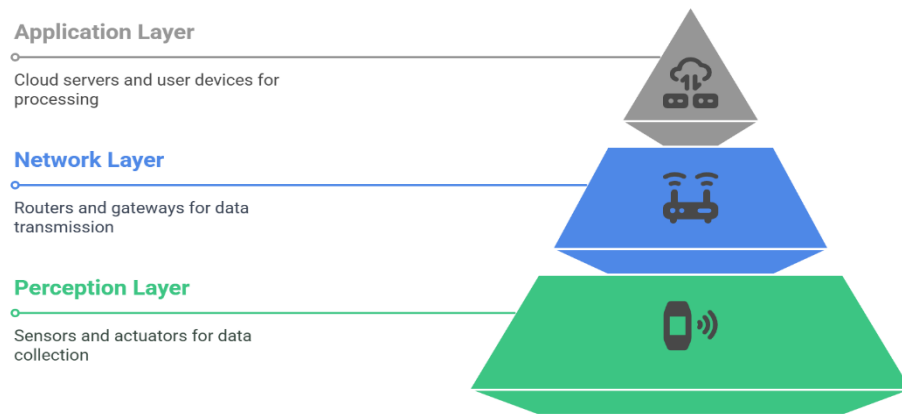 Application Layer
Cloud servers and user devices for
processing
Network Layer
Routers and gateways for data
transmission
Perception Layer
Sensors and actuators for data
collection